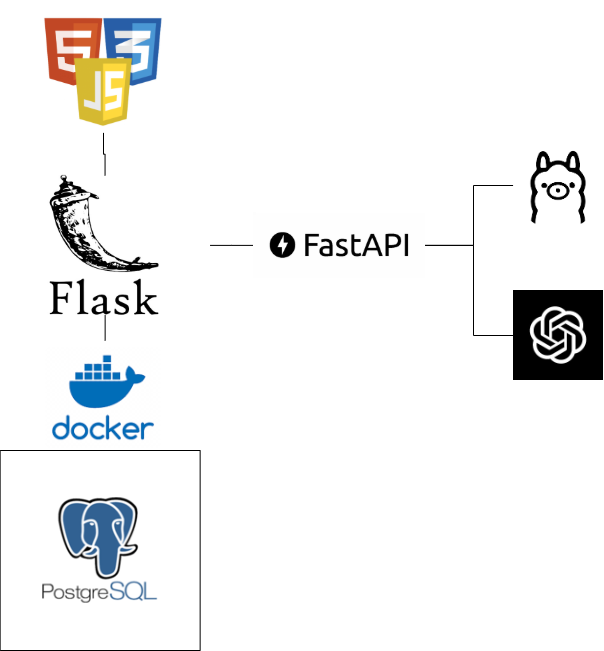 5 3
JS
FastAPI
Flask
docker
PostgreSQL